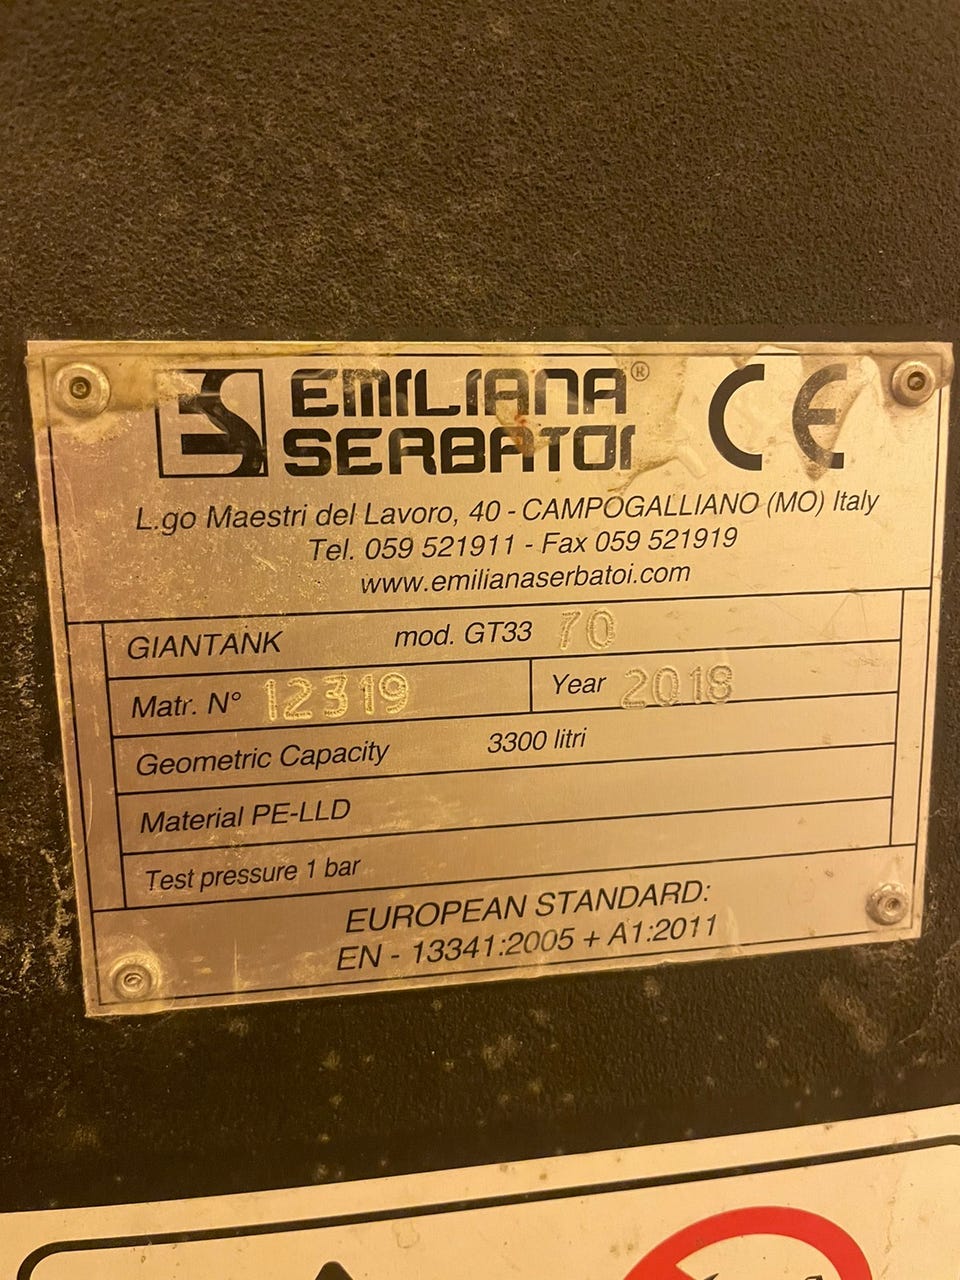 EMILIANA®
SERBATOI
CE
L.go Maestri del Lavoro, 40 - CAMPOGALLIANO (MO) Italy
Tel. 059 521911 - Fax 059 521919
www.emilianaserbatoi.com
GIANTANK mod. GT33 70
Matr. N° 12319 Year 2018
Geometric Capacity 3300 litri
Material PE-LLD
Test pressure 1 bar
EUROPEAN STANDARD:
EN - 13341:2005 + A1:2011